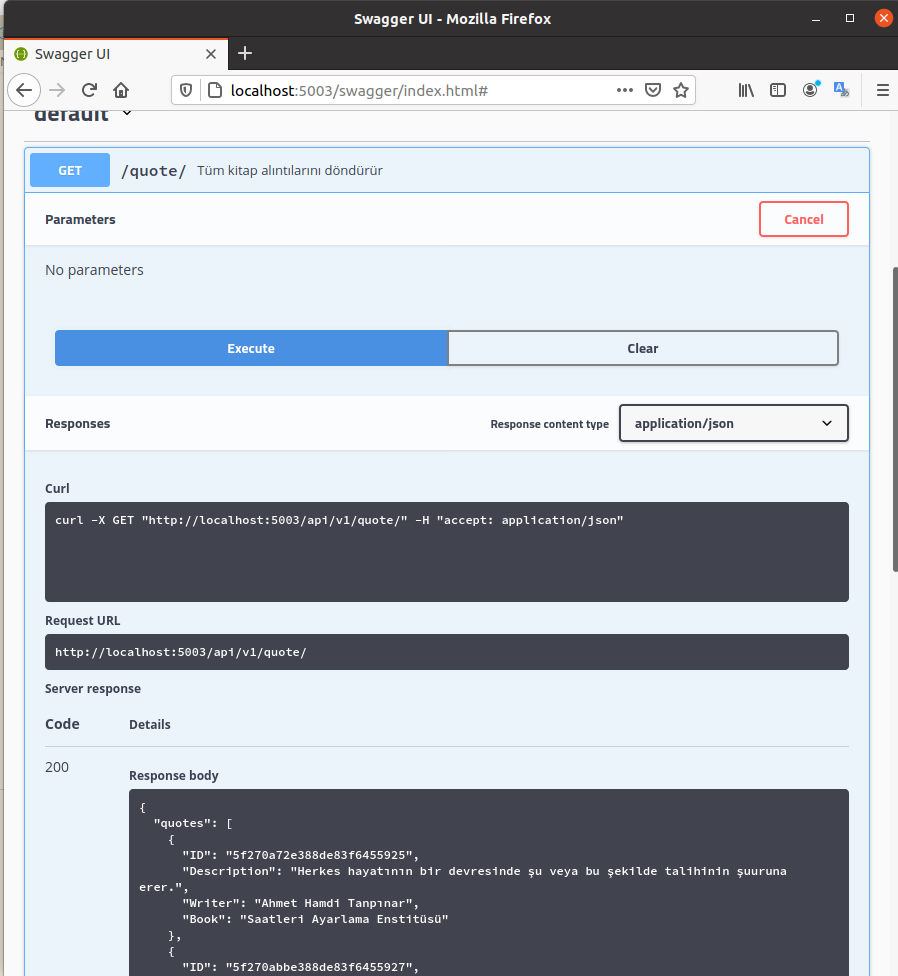 Swagger UI - Mozilla Firefox
Swagger UI
localhost:5003/swagger/index.html#
default
GET /quote/ Tüm kitap alıntılarını döndürür
Parameters
Cancel
No parameters
Execute
Clear
Responses
Response content type
application/json
Curl
curl -X GET "http://localhost:5003/api/v1/quote/" -H "accept: application/json"
Request URL
http://localhost:5003/api/v1/quote/
Server response
Code Details
200
Response body
{
"quotes": [
{
"ID": "5f270a72e388de83f6455925",
"Description": "Herkes hayatının bir devresinde şu veya bu şekilde talihinin şuuruna
erer.",
"Writer": "Ahmet Hamdi Tanpınar",
"Book": "Saatleri Ayarlama Enstitüsü"
},
{
"ID": "5f270abbe388de83f6455927",